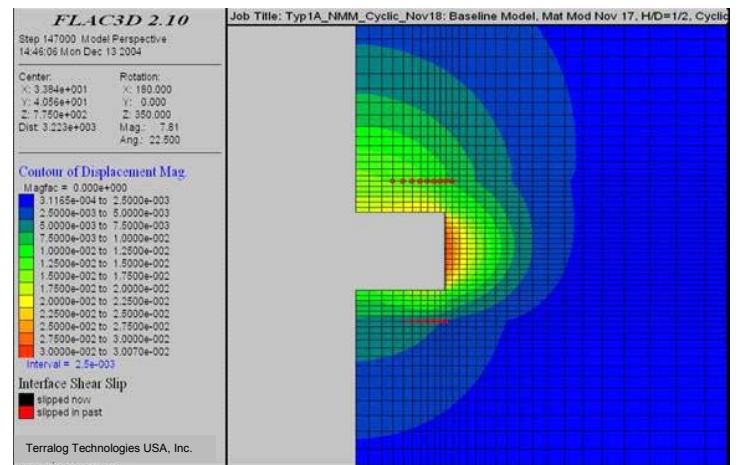 FLAC3D 2.10
Step 147000 Model Perspective
14:46:06 Mon Dec 13 2004
Center:
X: 3.384e+001
Y: 4.056e+001
Z: 7.750e+002
Dist: 3.223e+003
Rotation:
X: 180.000
Y: 0.000
Z: 350.000
Mag.: 7.81
Ang.: 22.500
Contour of Displacement Mag.
Magfac = 0.000e+000
3.1165e-004 to 2.5000e-003
2.5000e-003 to 5.0000e-003
5.0000e-003 to 7.5000e-003
7.5000e-003 to 1.0000e-002
1.0000e-002 to 1.2500e-002
1.2500e-002 to 1.5000e-002
1.5000e-002 to 1.7500e-002
1.7500e-002 to 2.0000e-002
2.0000e-002 to 2.2500e-002
2.2500e-002 to 2.5000e-002
2.5000e-002 to 2.7500e-002
2.7500e-002 to 3.0000e-002
3.0000e-002 to 3.0070e-002
Interval = 2.5e-003
Interface Shear Slip
slipped now
slipped in past
Terralog Technologies USA, Inc.
Job Title: Typ1A_NMM_Cyclic_Nov18: Baseline Model, Mat Mod Nov 17, H/D=1/2, Cyclic